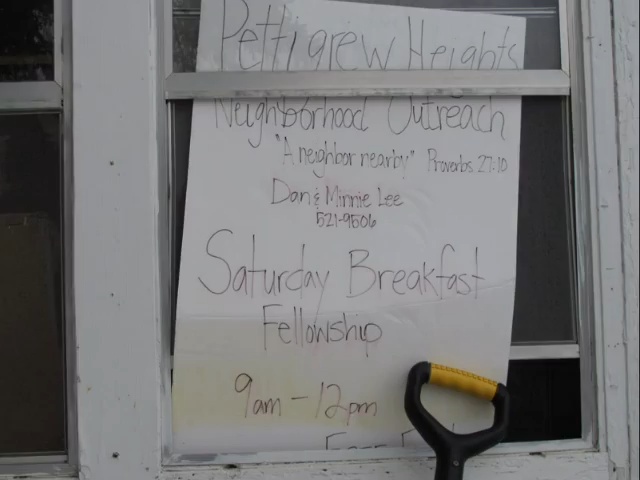 Pettigrew Heights
Neighborhood Outreach
"A neighbor nearby" Proverbs 27:10
Dan & Minnie Lee
521-9506
Saturday Breakfast
Fellowship
9am - 12pm